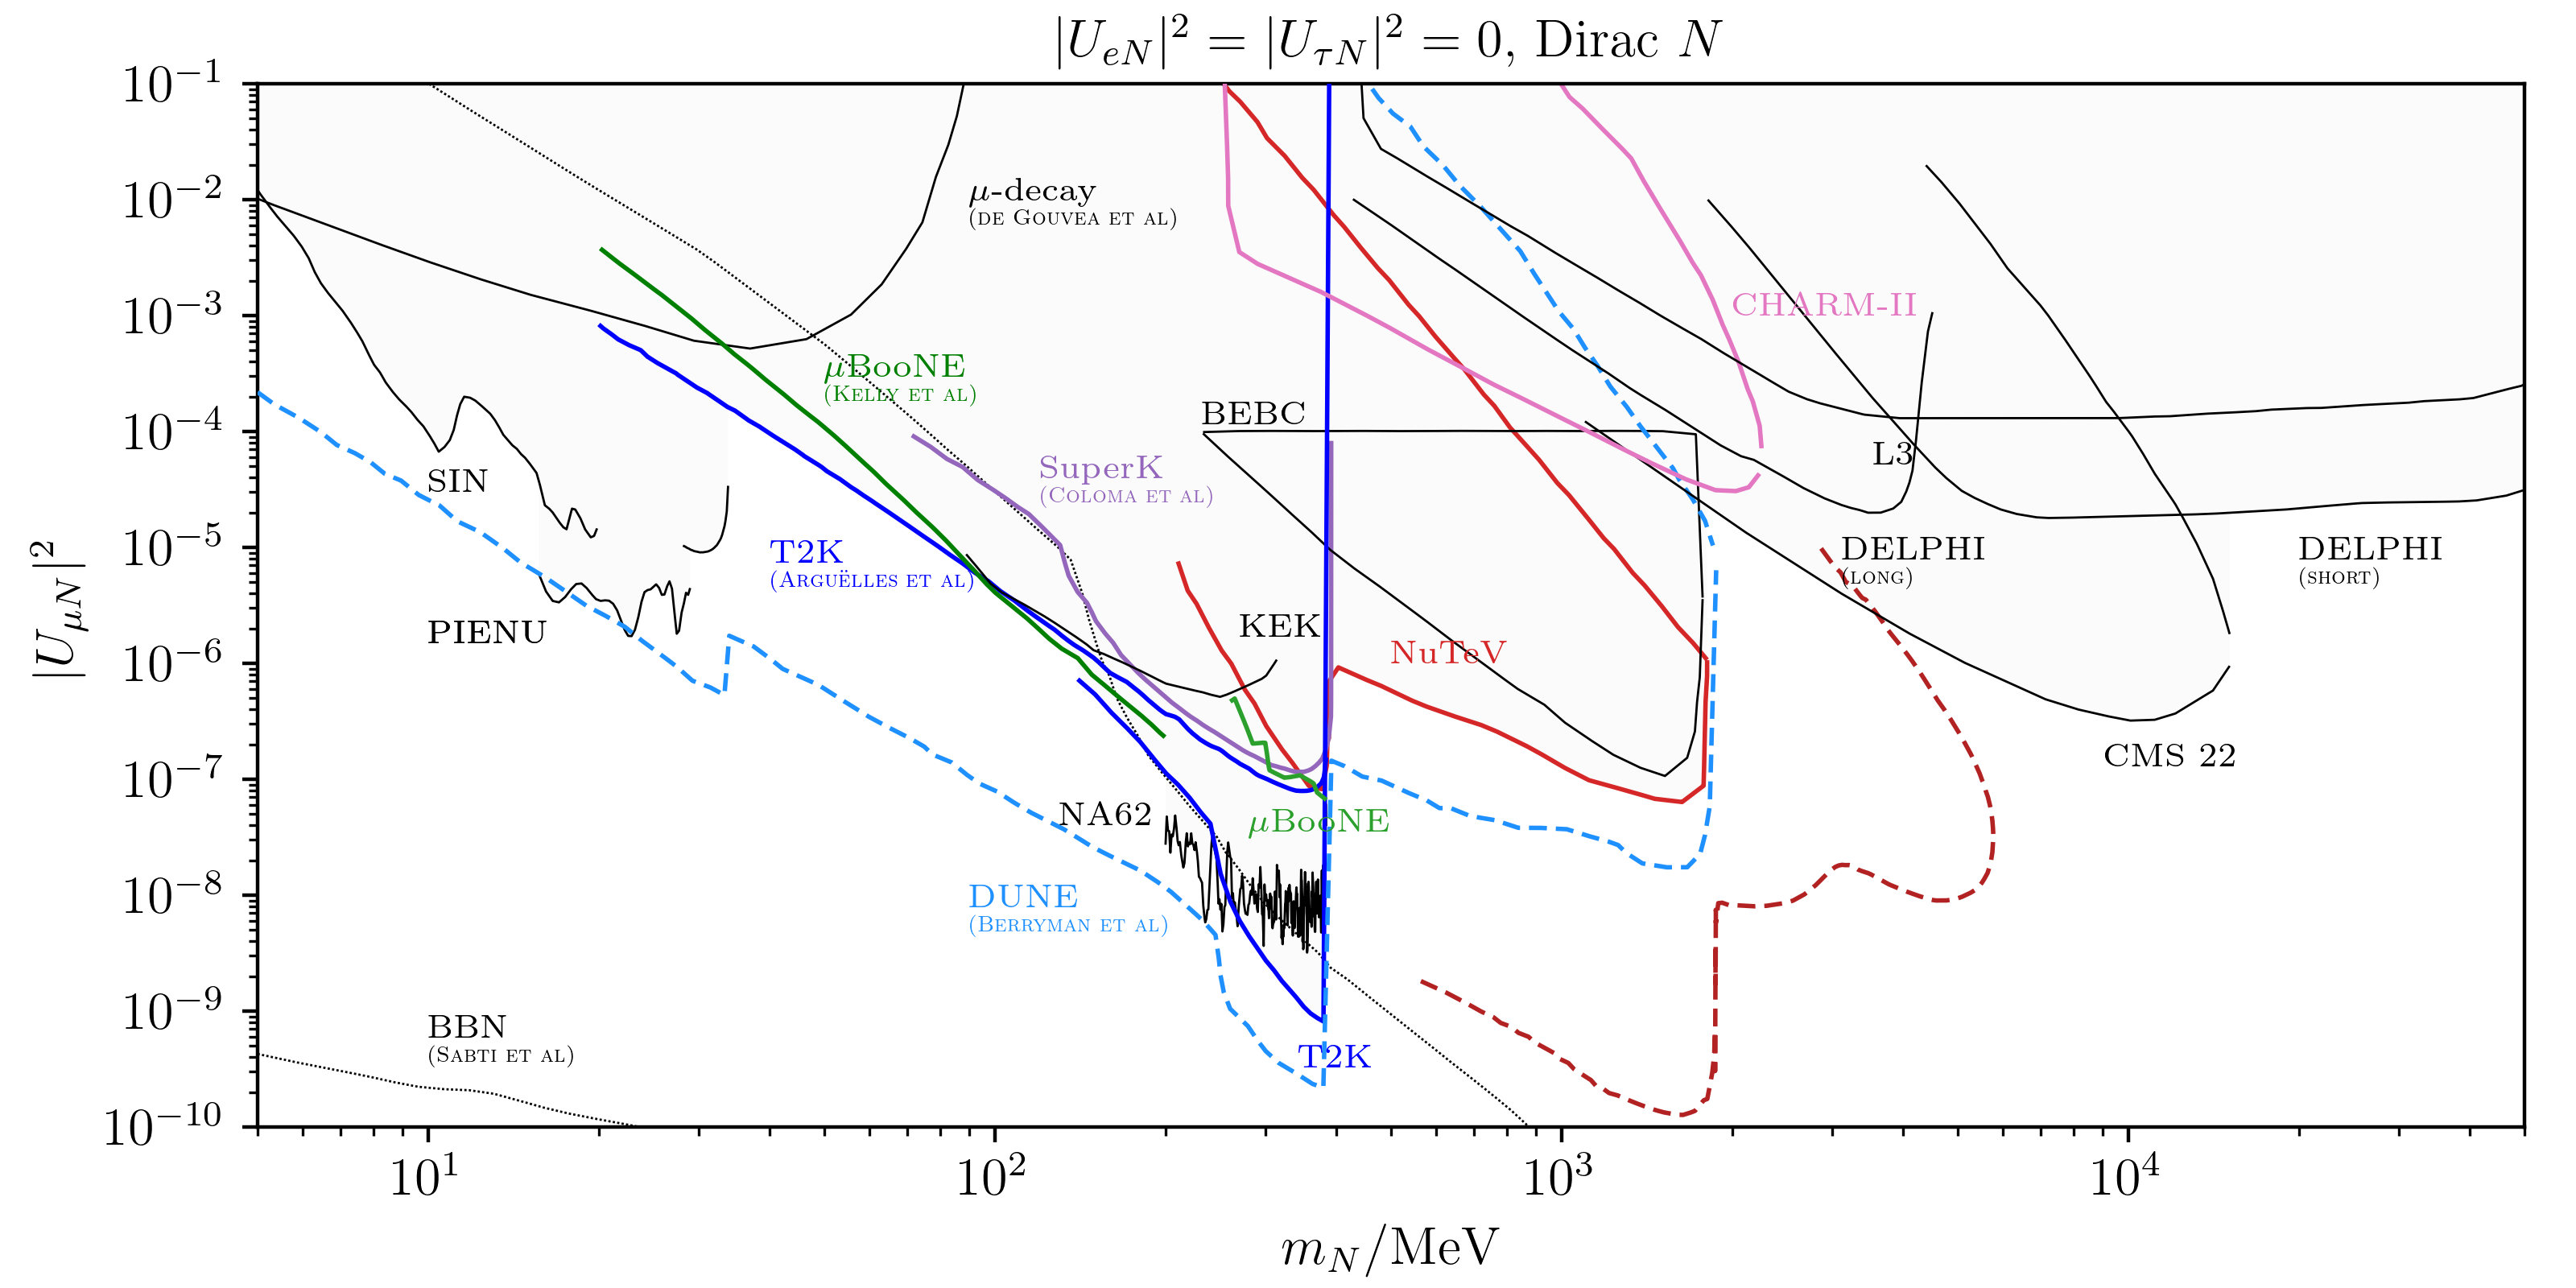 |U_{eN}|^2 = |U_{τN}|^2 = 0, Dirac N
10^{-1}
10^{-2}
10^{-3}
10^{-4}
10^{-5}
10^{-6}
10^{-7}
10^{-8}
10^{-9}
10^{-10}
|U_{μN}|^2
μ-decay
(de Gouvea et al)
CHARM-II
μBooNE
(Kelly et al)
BEBC
L3
SuperK
(Coloma et al)
SIN
T2K
(Arguëlles et al)
DELPHI
(long)
DELPHI
(short)
PIENU
KEK
NuTeV
CMS 22
NA62
μBooNE
DUNE
(Berryman et al)
BBN
(Sabti et al)
T2K
10^1
10^2
10^3
10^4
m_N/MeV